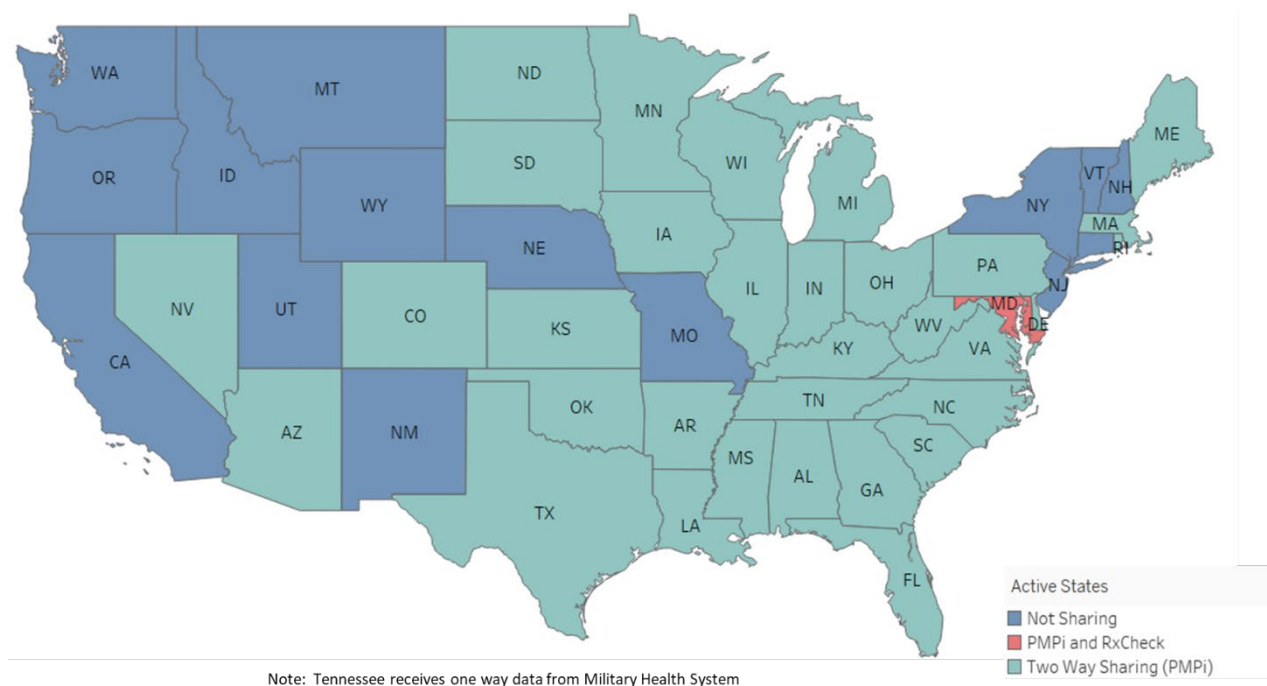 WA
MT
ND
MN
ME
OR
ID
SD
WI
VT
NH
WY
MI
NY
MA
RI
NE
IA
PA
NJ
NV
UT
CO
IL
IN
OH
MD
DE
KS
MO
WV
VA
KY
CA
AZ
NM
OK
AR
TN
NC
SC
MS
AL
GA
TX
LA
FL
Active States
Not Sharing
PMPi and RxCheck
Two Way Sharing (PMPi)
Note: Tennessee receives one way data from Military Health System